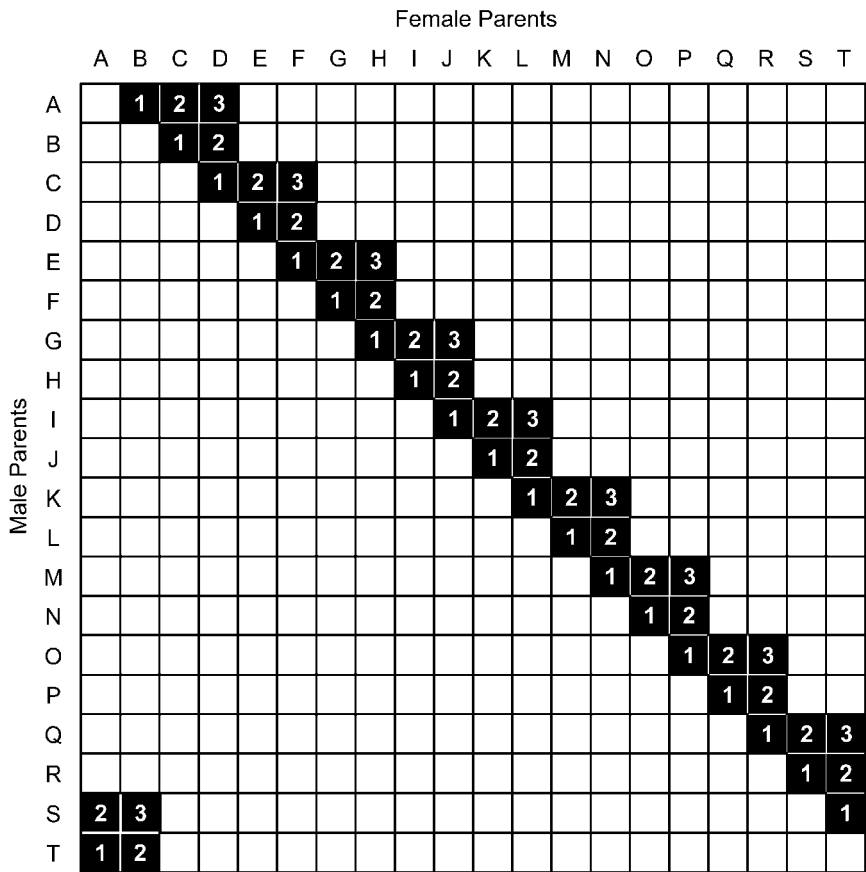 Female Parents
A B C D E F G H I J K L M N O P Q R S T
Male Parents
A 1 2 3
B 1 2
C 1 2 3
D 1 2
E 1 2 3
F 1 2
G 1 2 3
H 1 2
I 1 2 3
J 1 2
K 1 2 3
L 1 2
M 1 2 3
N 1 2
O 1 2 3
P 1 2
Q 1 2 3
R 1 2
S 2 3 1
T 1 2